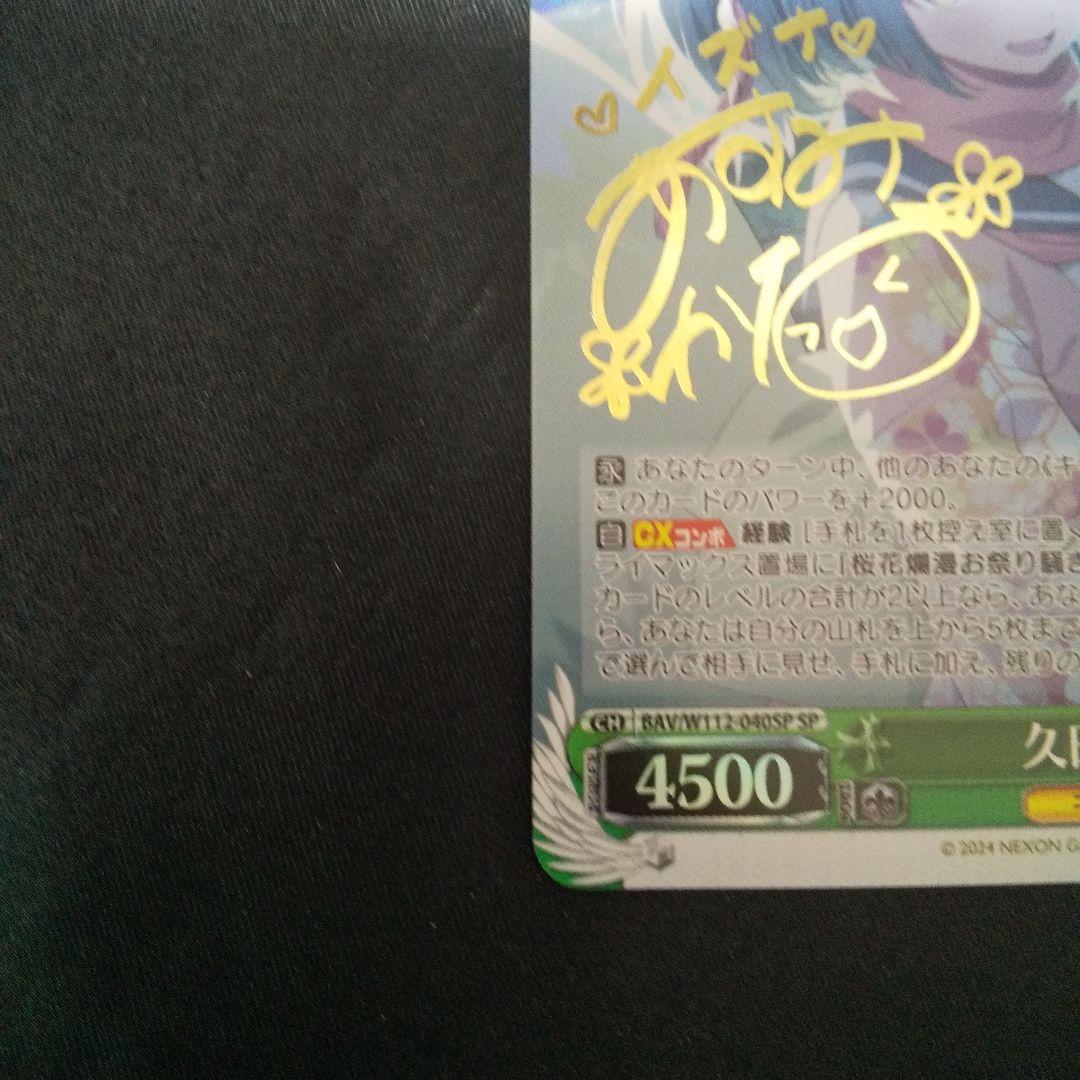 ♡イズナ♡
あすみ
わかた
永 あなたのターン中、他のあなたの《キ
このカードのパワーを+2000。
自 CXコンボ 経験 [手札を1枚控え室に置く
ライマックス置場に「桜花爛漫お祭り騒ぎ
カードのレベルの合計が2以上なら、あな
ら、あなたは自分の山札を上から5枚まで
で選んで相手に見せ、手札に加え、残りの
CH BAV/W112-040SP SP
POWER 4500
久
© 2024 NEXON G